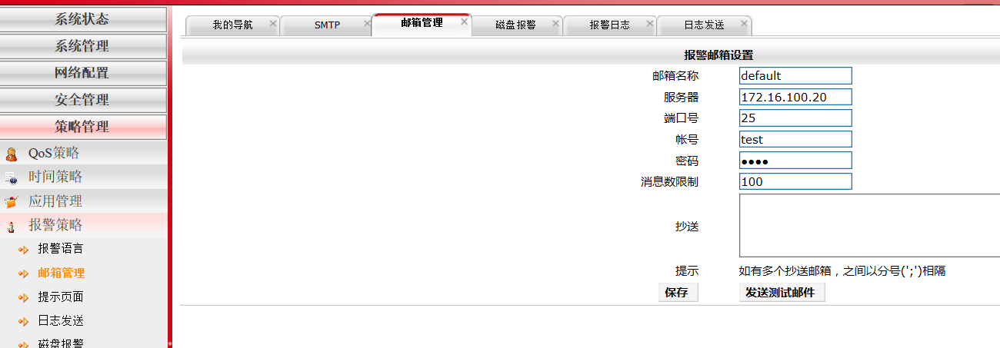 系统状态
系统管理
网络配置
安全管理
策略管理
QoS策略
时间策略
应用管理
报警策略
报警语言
邮箱管理
提示页面
日志发送
磁盘报警
我的导航
SMTP
邮箱管理
磁盘报警
报警日志
日志发送
报警邮箱设置
邮箱名称 default
服务器 172.16.100.20
端口号 25
帐号 test
密码 ●●●●
消息数限制 100
抄送
提示 如有多个抄送邮箱，之间以分号(';')相隔
保存 发送测试邮件